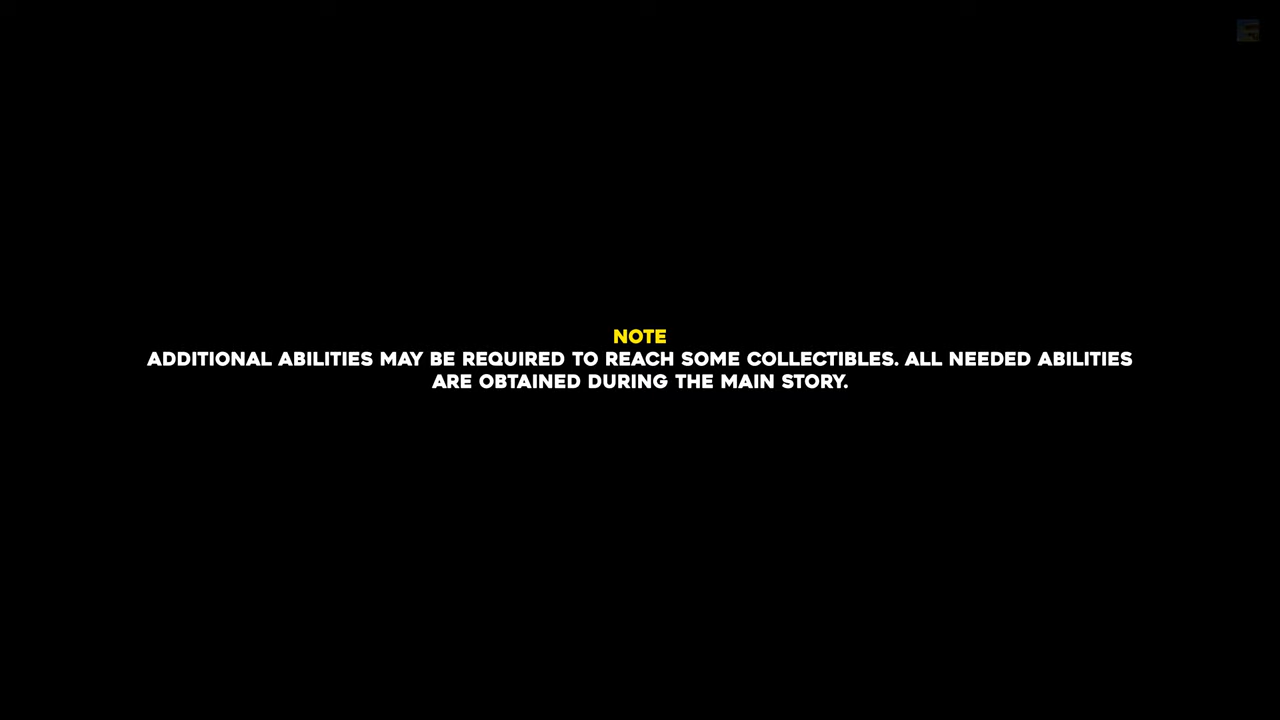 NOTE
ADDITIONAL ABILITIES MAY BE REQUIRED TO REACH SOME COLLECTIBLES. ALL NEEDED ABILITIES
ARE OBTAINED DURING THE MAIN STORY.